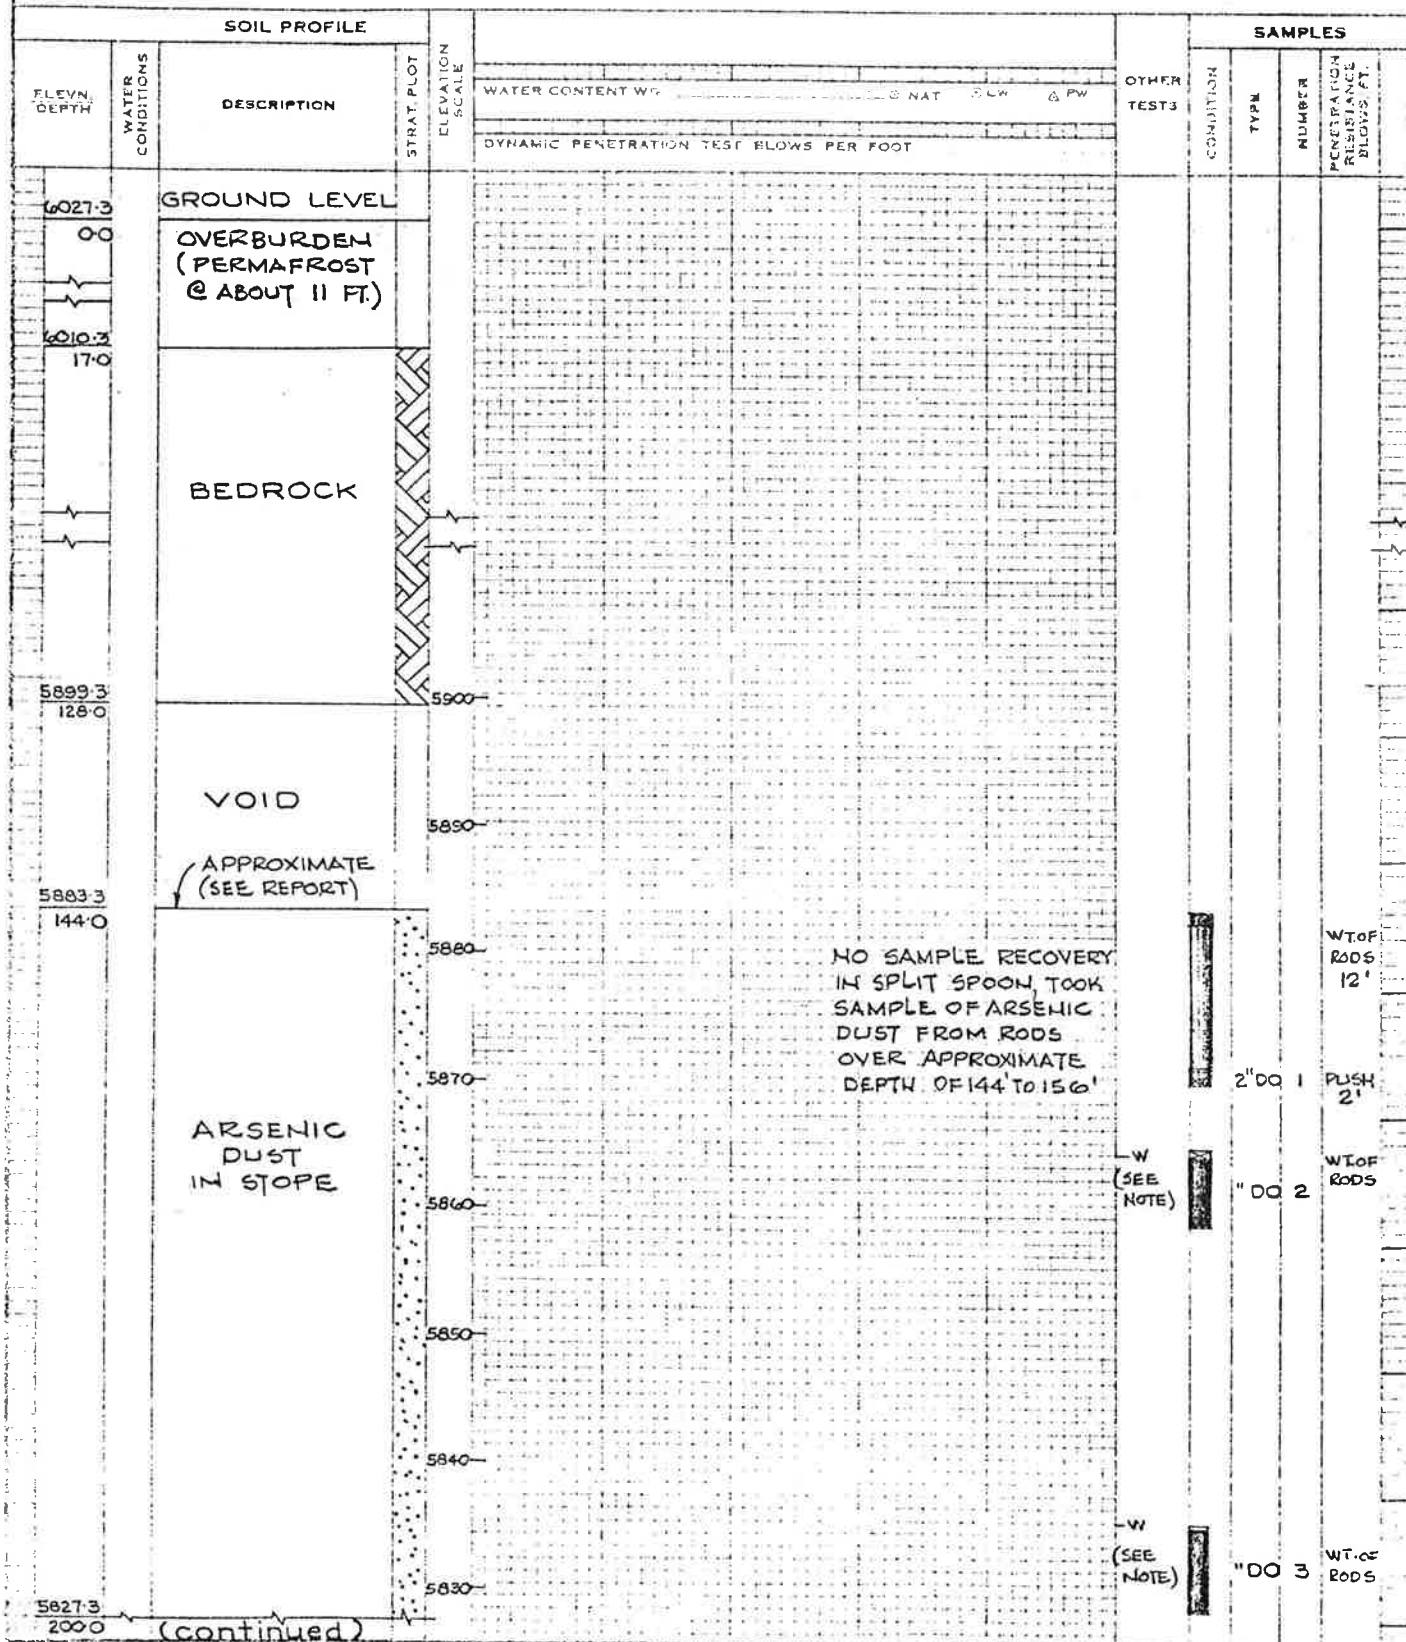 SOIL PROFILE
SAMPLES
ELEVN.
DEPTH
WATER
CONDITIONS
DESCRIPTION
STRAT. PLOT
ELEVATION
SCALE
WATER CONTENT
NAT
PW
DYNAMIC PENETRATION TEST BLOWS PER FOOT
OTHER
TESTS
CONDITION
TYPE
NUMBER
PENETRATION
RESISTANCE
BLOWS/FT.
6027.3
0.0
GROUND LEVEL
OVERBURDEN
(PERMAFROST
@ ABOUT 11 FT.)
6010.3
17.0
BEDROCK
5899.3
128.0
5900
VOID
5890
APPROXIMATE
(SEE REPORT)
5883.3
144.0
5880
NO SAMPLE RECOVERY
IN SPLIT SPOON, TOOK
SAMPLE OF ARSENIC
DUST FROM RODS
OVER APPROXIMATE
DEPTH OF 144' TO 156'
WT. OF
RODS
12'
5870
2" DO 1 PUSH
2'
ARSENIC
DUST
IN STOPE
W
(SEE
NOTE)
" DO 2
WT. OF
RODS
5860
5850
5840
W
(SEE
NOTE)
" DO 3
WT. OF
RODS
5830
5827.3
200.0
(continued)